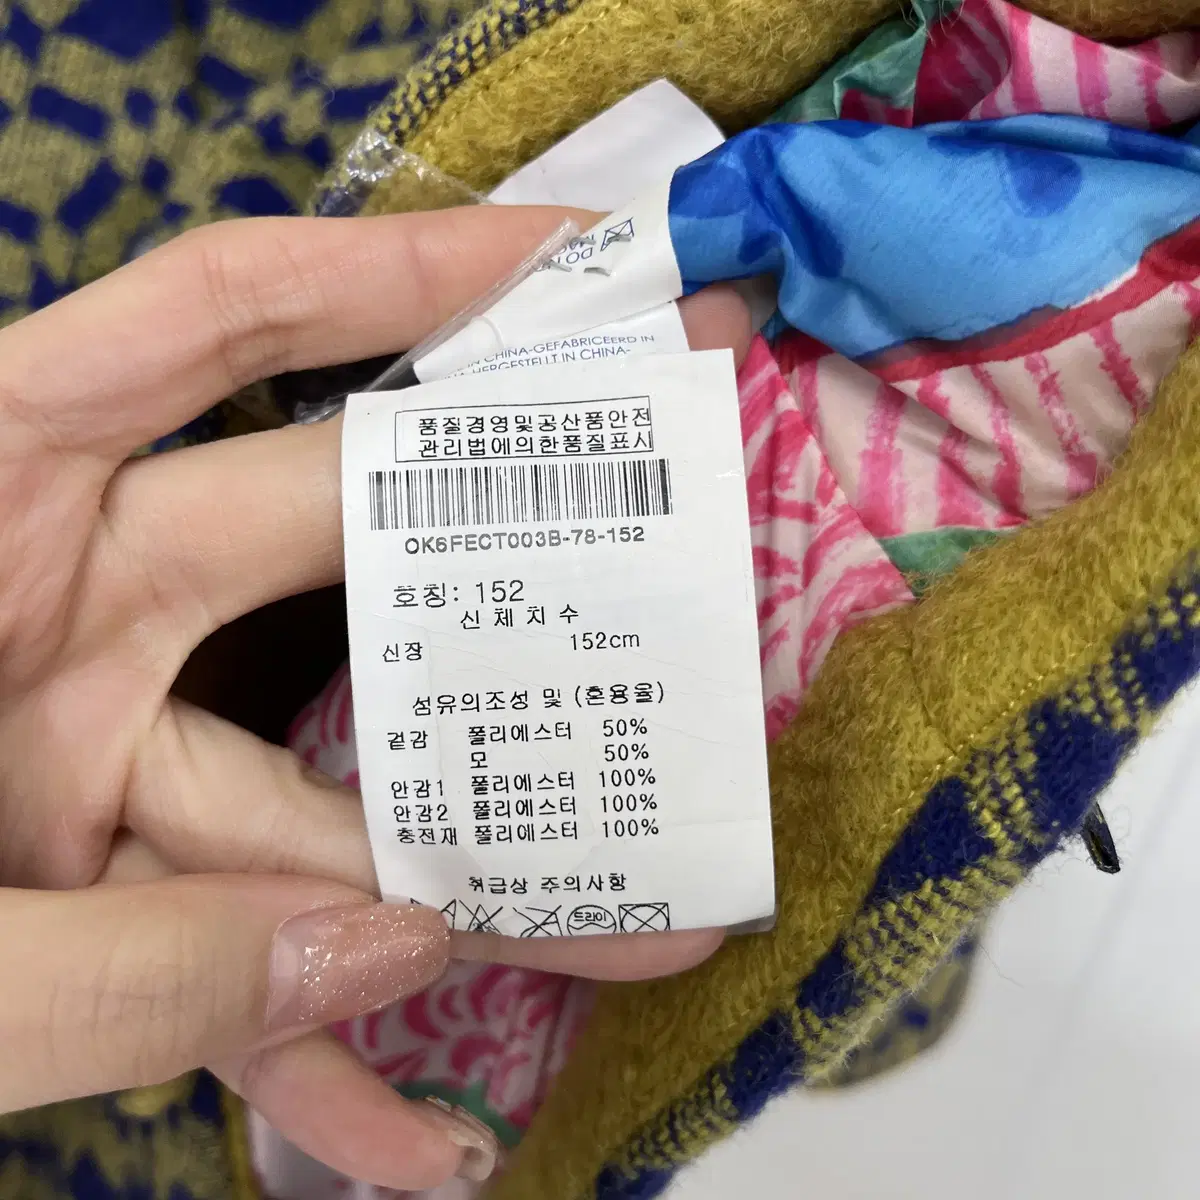 DO N
IN CHINA-GEFABRICEERD IN
HERGESTELLT IN CHINA-
품질경영및공산품안전
관리법에의한품질표시
OK6FECT003B-78-152
호칭: 152
신 체 치 수
신장 152cm
섬유의조성 및 (혼용율)
겉감 폴리에스터 50%
모 50%
안감1 폴리에스터 100%
안감2 폴리에스터 100%
충전재 폴리에스터 100%
취급상 주의사항
드라이